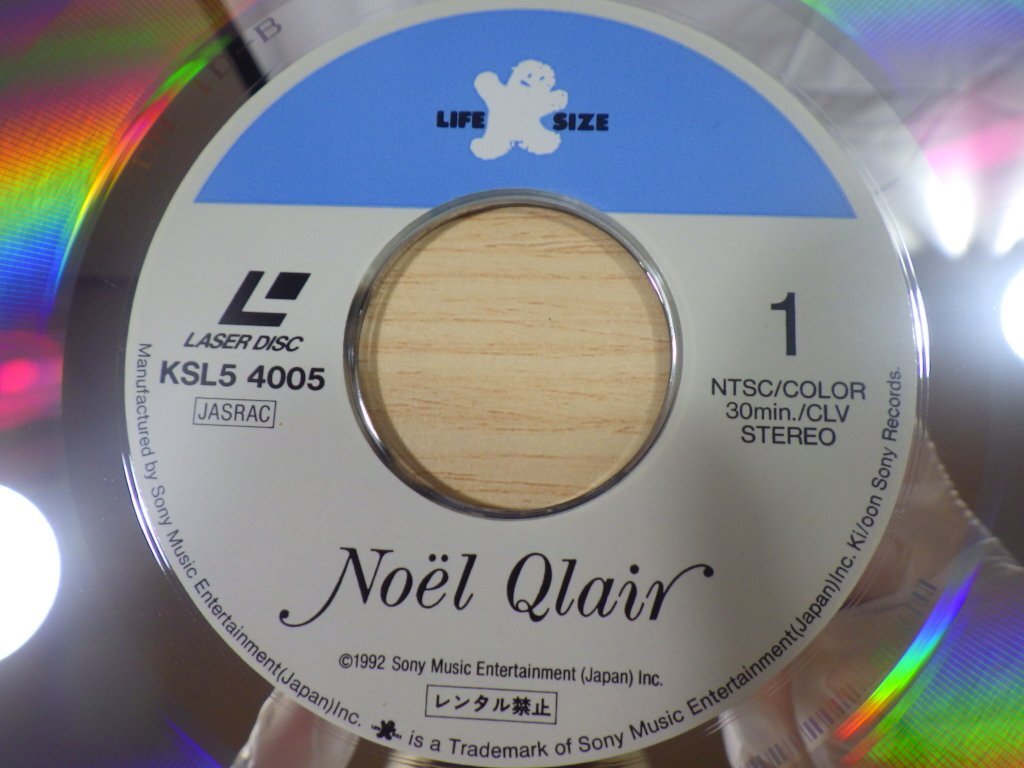 LIFE SIZE
LASER DISC
KSL5 4005
JASRAC
1
NTSC/COLOR
30min./CLV
STEREO
Noël Qlair
©1992 Sony Music Entertainment (Japan) Inc.
レンタル禁止
Manufactured by Sony Music Entertainment(Japan)Inc. is a Trademark of Sony Music Entertainment(Japan)Inc. Ki/oon Sony Records.